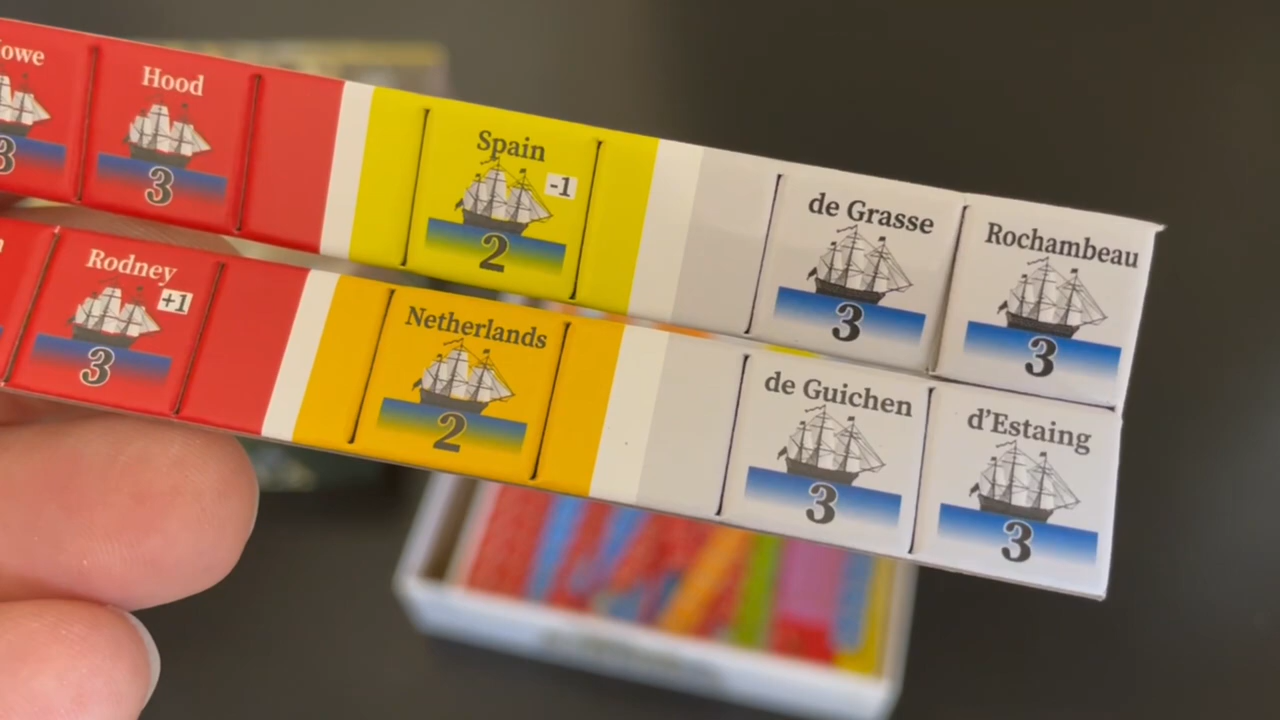 Hood
3
3
Spain
-1
2
de Grasse
3
Rochambeau
3
Rodney
+1
3
Netherlands
2
de Guichen
3
d’Estaing
3